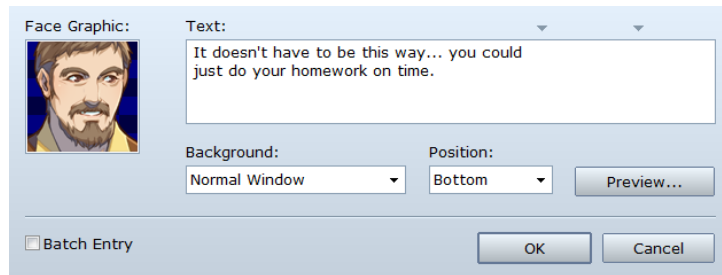 Face Graphic:
Text:
It doesn't have to be this way... you could
just do your homework on time.
Background:
Position:
Normal Window
Bottom
Preview...
Batch Entry
OK
Cancel